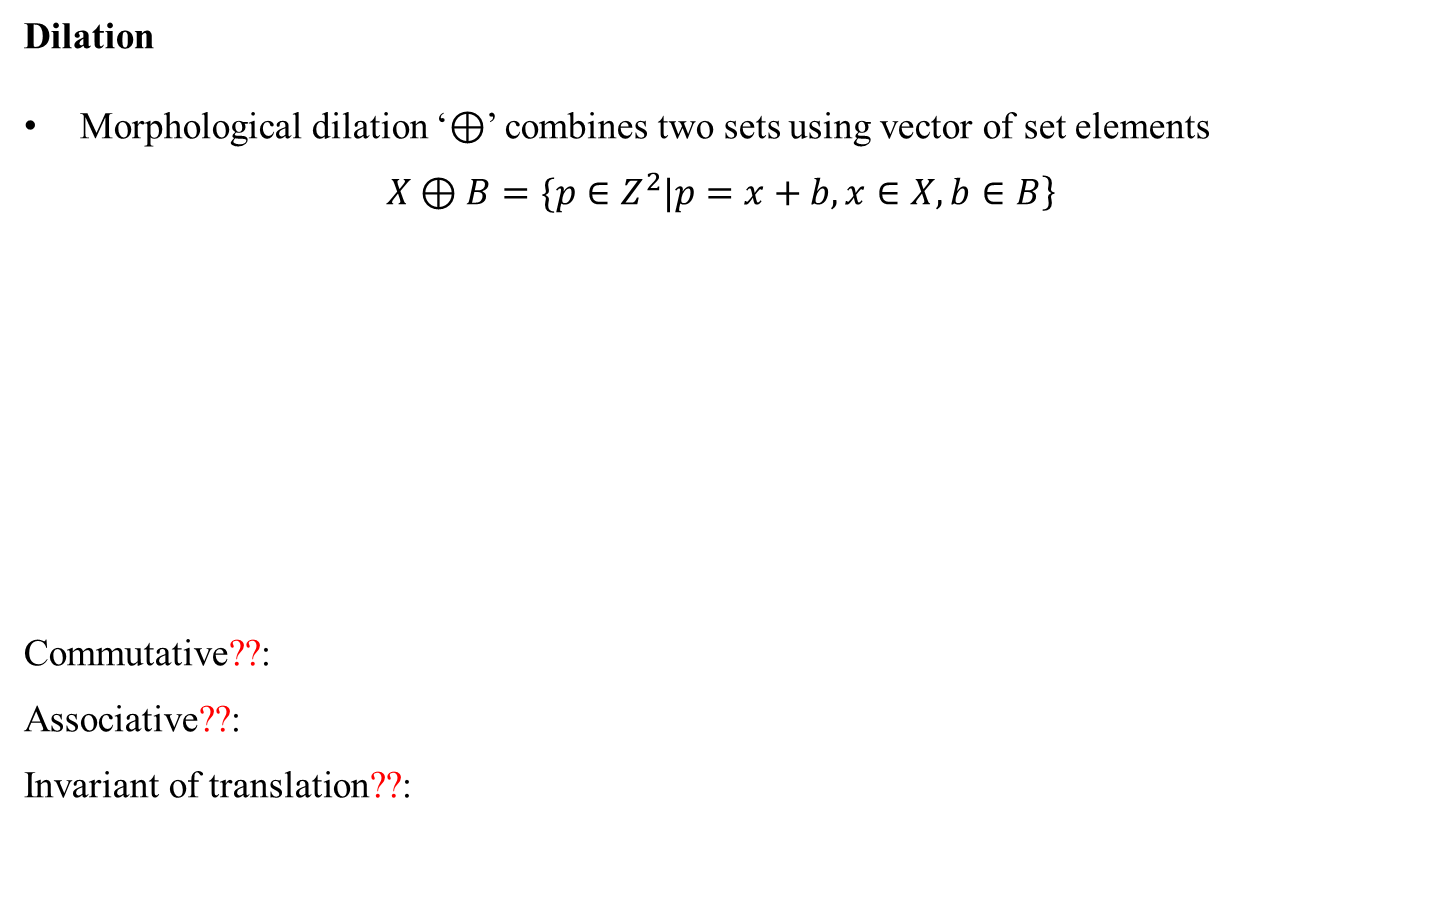 Dilation
• Morphological dilation ‘⊕’ combines two sets using vector of set elements
X ⊕ B = {p ∈ Z²|p = x + b, x ∈ X, b ∈ B}
Commutative??:
Associative??:
Invariant of translation??: